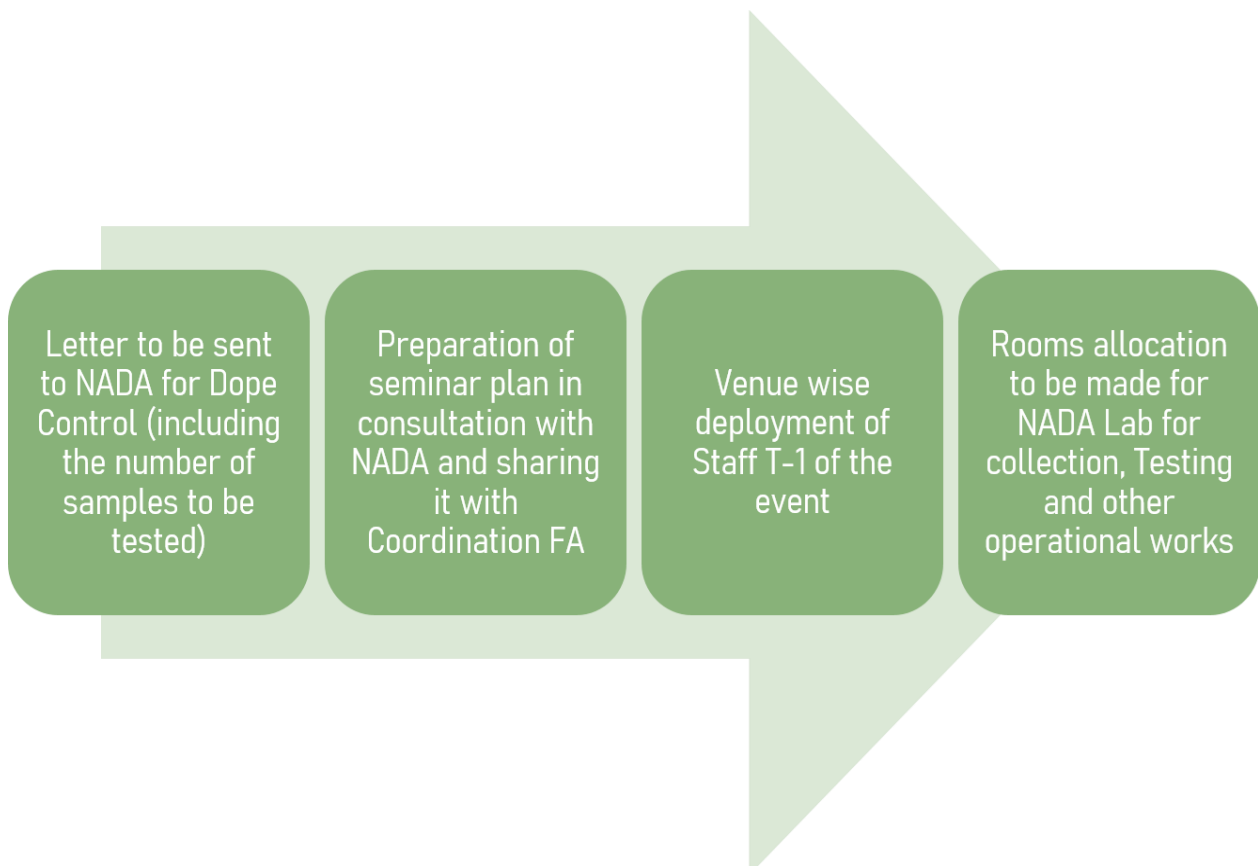 Letter to be sent
to NADA for Dope
Control (including
the number of
samples to be
tested)
Preparation of
seminar plan in
consultation with
NADA and sharing
it with
Coordination FA
Venue wise
deployment of
Staff T-1 of the
event
Rooms allocation
to be made for
NADA Lab for
collection, Testing
and other
operational works